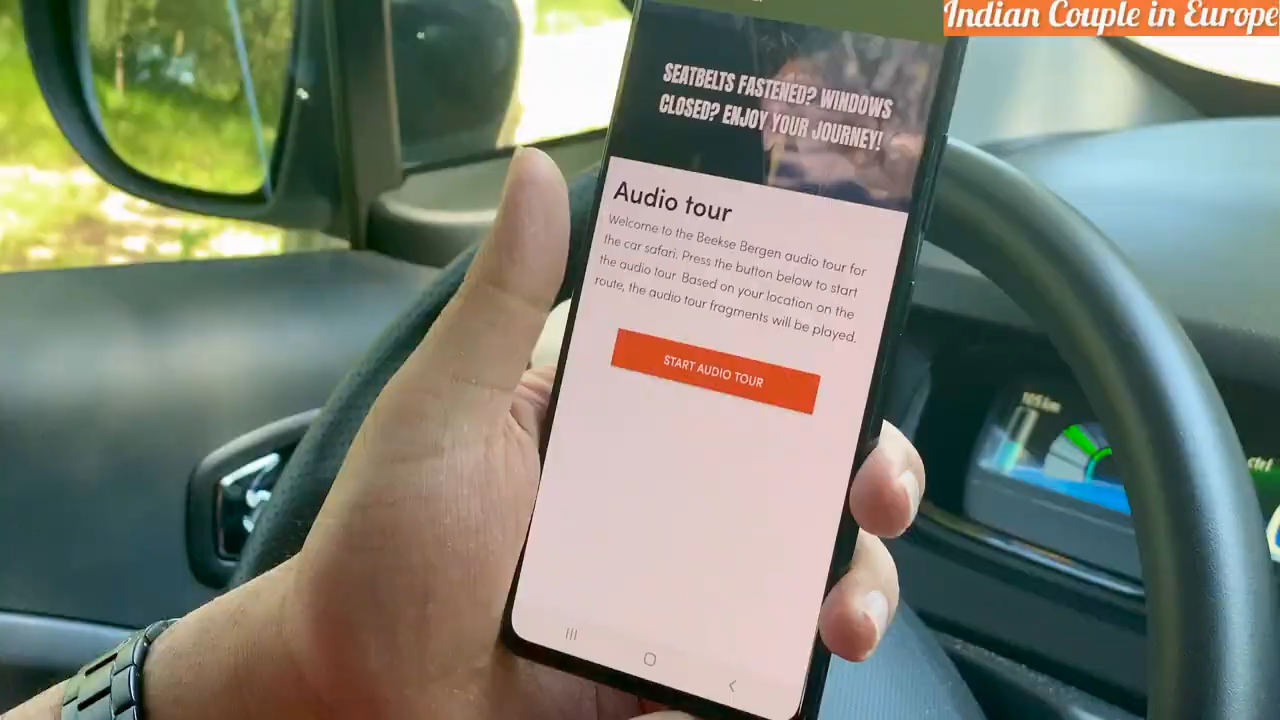 Indian Couple in Europe
SEATBELTS FASTENED? WINDOWS
CLOSED? ENJOY YOUR JOURNEY!
Audio tour
Welcome to the Beekse Bergen audio tour for
the car safari. Press the button below to start
the audio tour. Based on your location on the
route, the audio tour fragments will be played.
START AUDIO TOUR
105 km